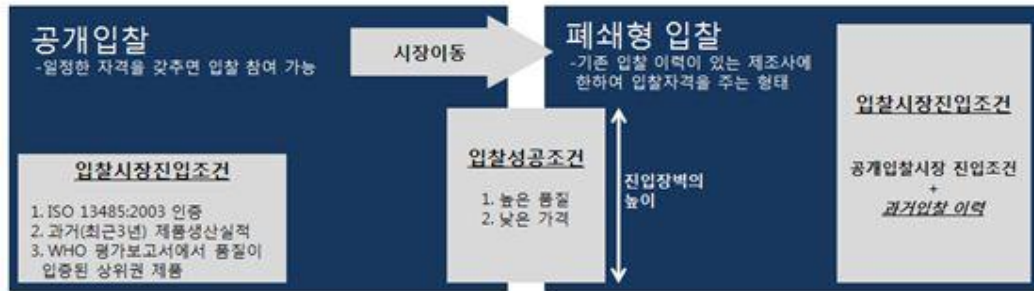 공개입찰
-일정한 자격을 갖추면 입찰 참여 가능
입찰시장진입조건
1. ISO 13485:2003 인증
2. 과거(최근3년) 제품생산실적
3. WHO 평가보고서에서 품질이
입증된 상위권 제품
시장이동
입찰성공조건
1. 높은 품질
2. 낮은 가격
진입장벽의
높이
폐쇄형 입찰
-기존 입찰 이력이 있는 제조사에
한하여 입찰자격을 주는 형태
입찰시장진입조건
공개입찰시장 진입조건
+
과거입찰 이력